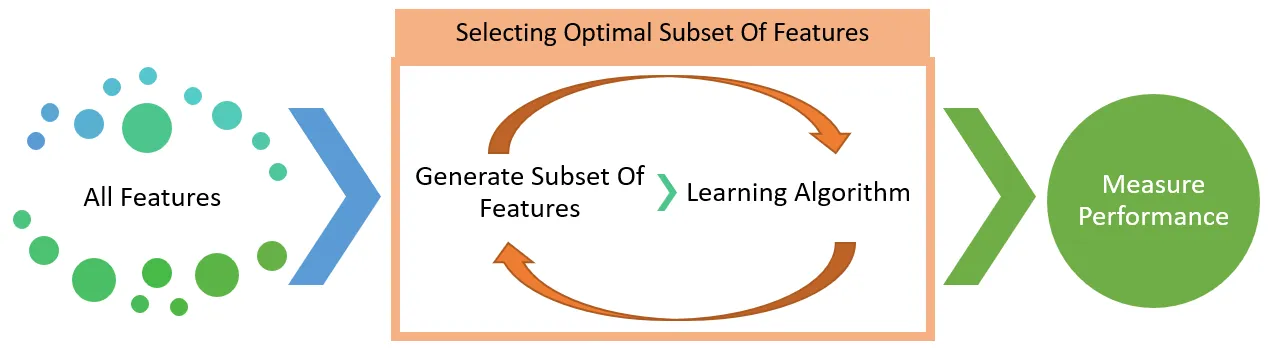 Selecting Optimal Subset Of Features
All Features
Generate Subset Of
Features
Learning Algorithm
Measure
Performance